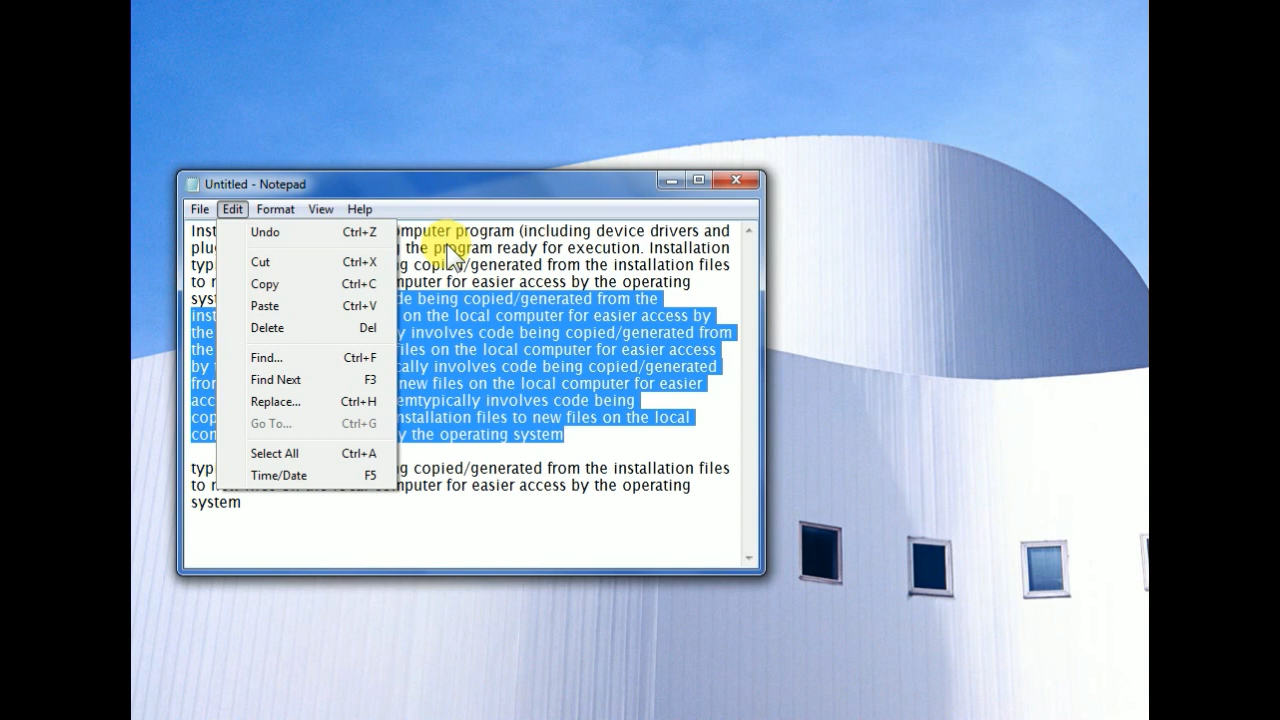 Untitled - Notepad
File Edit Format View Help
Undo Ctrl+Z
Cut Ctrl+X
Copy Ctrl+C
Paste Ctrl+V
Delete Del
Find... Ctrl+F
Find Next F3
Replace... Ctrl+H
Go To... Ctrl+G
Select All Ctrl+A
Time/Date F5
Inst mputer program (including device drivers and
plu g the program ready for execution. Installation
typ g copied/generated from the installation files
to n mputer for easier access by the operating
syst de being copied/generated from the
inst on the local computer for easier access by
the y involves code being copied/generated from
the files on the local computer for easier access
by t cally involves code being copied/generated
fron new files on the local computer for easier
acc emtypically involves code being
cop nstallation files to new files on the local
con y the operating system
typ g copied/generated from the installation files
to n mputer for easier access by the operating
system